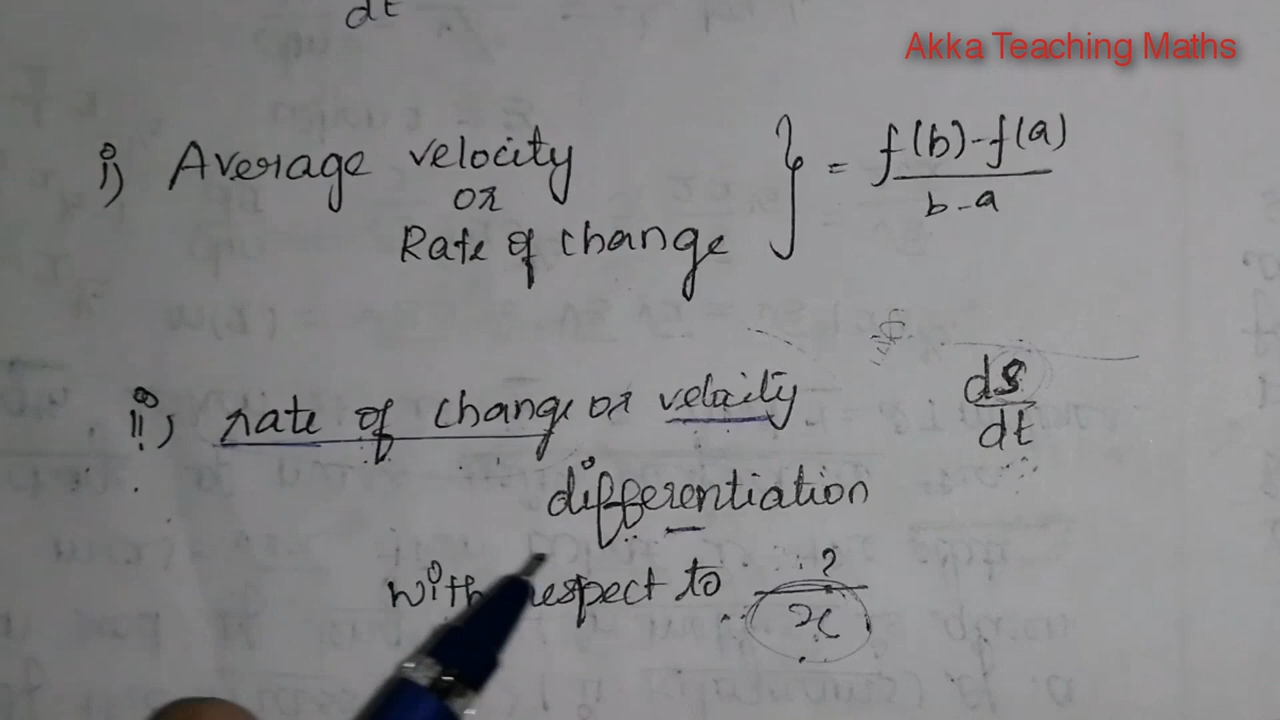 dt
Akka Teaching Maths
i) Average velocity
or
Rate of change
} = f(b)-f(a)
b-a
ii) rate of change or velocity
ds
dt
differentiation
with respect to ?
x